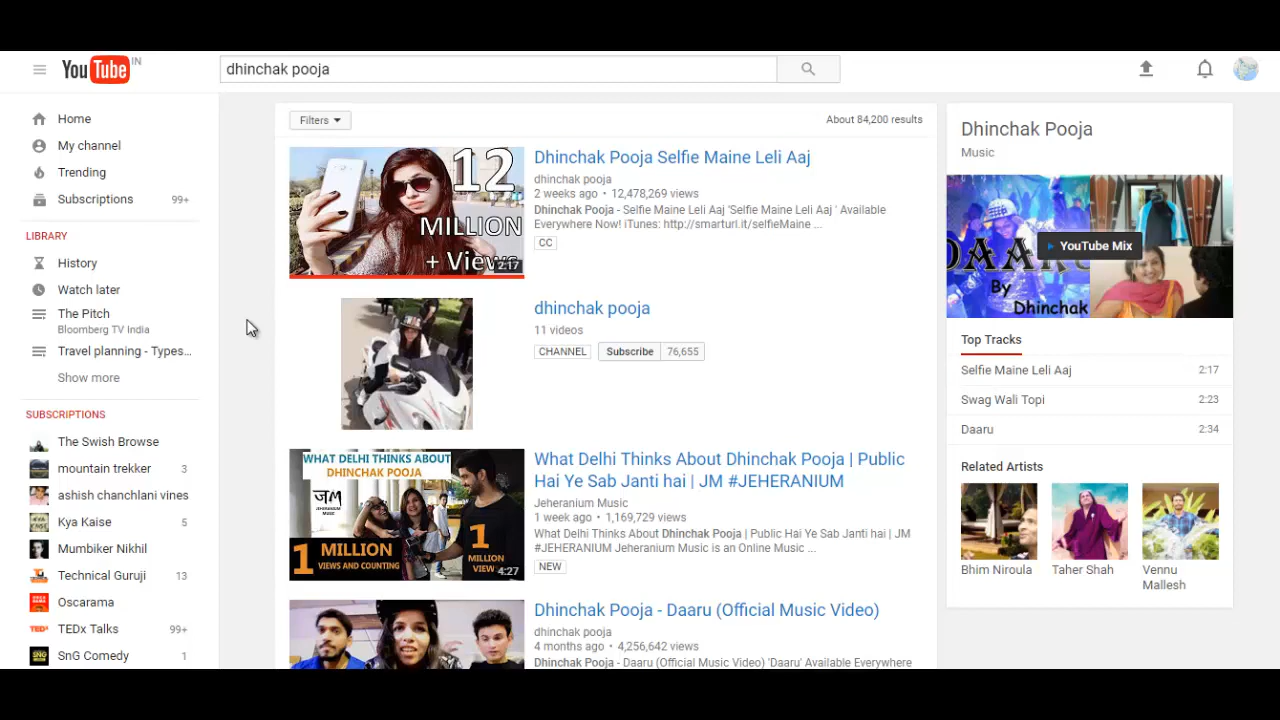 YouTube IN
dhinchak pooja
Home
My channel
Trending
Subscriptions 99+
LIBRARY
History
Watch later
The Pitch
Bloomberg TV India
Travel planning - Types...
Show more
SUBSCRIPTIONS
The Swish Browse
mountain trekker 3
ashish chanchlani vines
Kya Kaise 5
Mumbiker Nikhil
Technical Guruji 13
Oscarama
TEDx TEDx Talks 99+
SnG SnG Comedy 1
Filters
About 84,200 results
12
MILLION
+ Views
2:17
Dhinchak Pooja Selfie Maine Leli Aaj
dhinchak pooja
2 weeks ago • 12,478,269 views
Dhinchak Pooja - Selfie Maine Leli Aaj 'Selfie Maine Leli Aaj ' Available
Everywhere Now! iTunes: http://smarturl.it/selfieMaine ...
CC
dhinchak pooja
11 videos
CHANNEL Subscribe 76,655
WHAT DELHI THINKS ABOUT
DHINCHAK POOJA
जम
JEHERANIUM
MUSIC
1 MILLION
VIEWS AND COUNTING
1
MILLION
VIEW
4:27
What Delhi Thinks About Dhinchak Pooja | Public
Hai Ye Sab Janti hai | JM #JEHERANIUM
Jeheranium Music
1 week ago • 1,169,729 views
What Delhi Thinks About Dhinchak Pooja | Public Hai Ye Sab Janti hai | JM
#JEHERANIUM Jeheranium Music is an Online Music ...
NEW
Dhinchak Pooja - Daaru (Official Music Video)
dhinchak pooja
4 months ago • 4,256,642 views
Dhinchak Pooja - Daaru (Official Music Video) 'Daaru' Available Everywhere
Dhinchak Pooja
Music
DAARU
By
Dhinchak
YouTube Mix
Top Tracks
Selfie Maine Leli Aaj 2:17
Swag Wali Topi 2:23
Daaru 2:34
Related Artists
Bhim Niroula
Taher Shah
Vennu
Mallesh